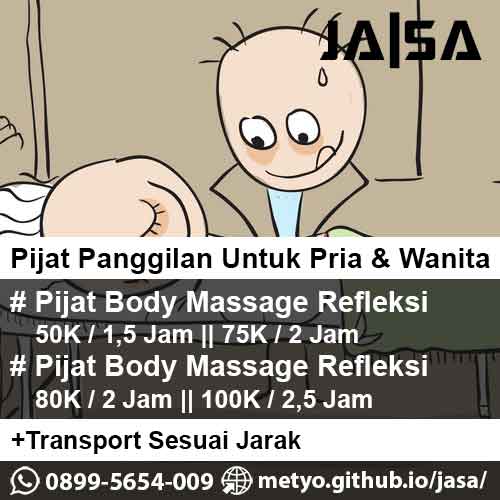 JA|SA
Pijat Panggilan Untuk Pria & Wanita
# Pijat Body Massage Refleksi
50K / 1,5 Jam || 75K / 2 Jam
# Pijat Body Massage Refleksi
80K / 2 Jam || 100K / 2,5 Jam
+Transport Sesuai Jarak
0899-5654-009 metyo.github.io/jasa/